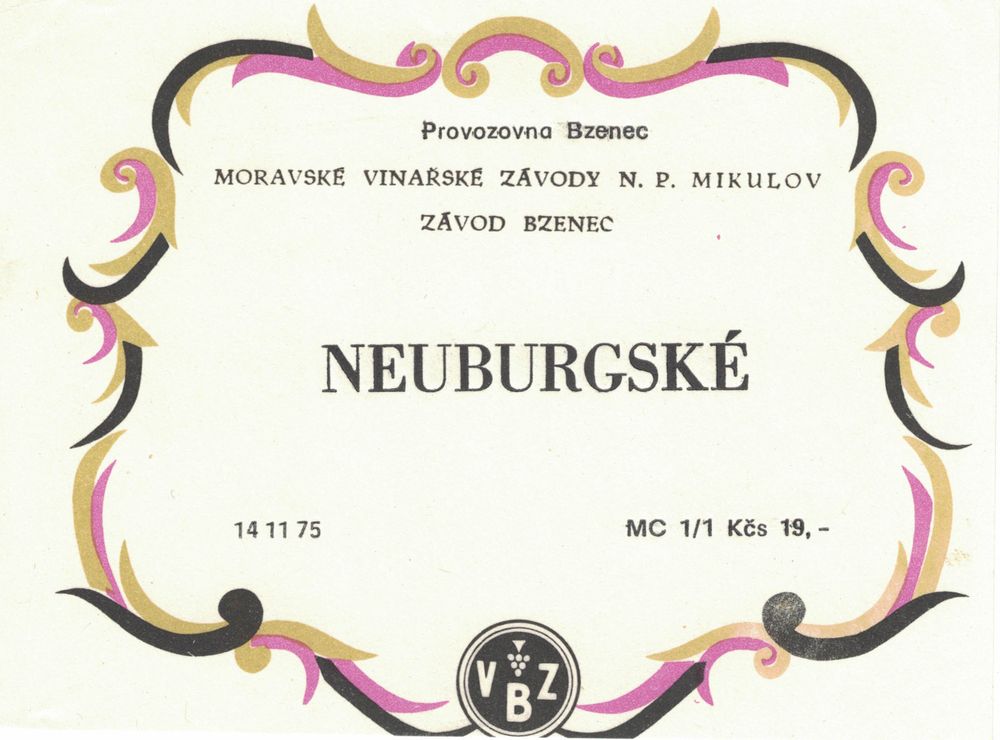 Provozovna Bzenec
MORAVSKÉ VINAŘSKÉ ZÁVODY N. P. MIKULOV
ZÁVOD BZENEC
NEUBURGSKÉ
14 11 75 MC 1/1 Kčs 19,-
VBZ